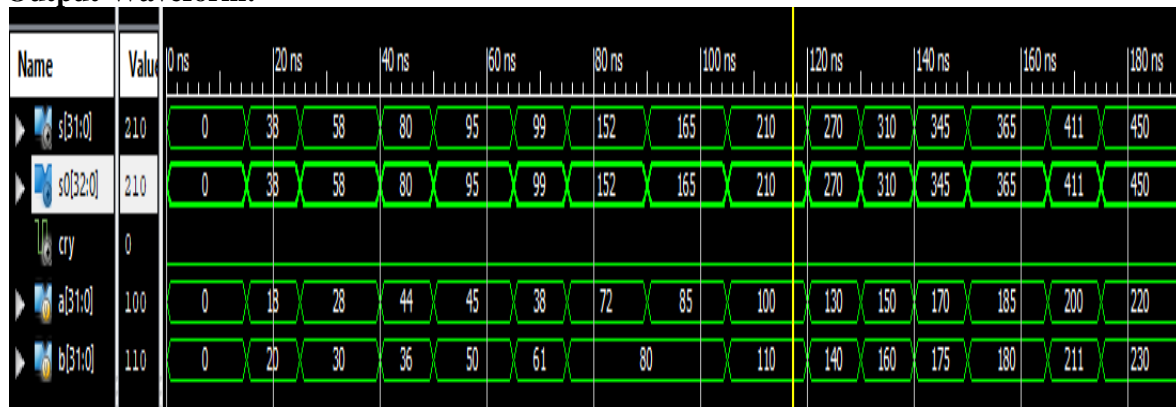 Output Waveform:
Name Value 0 ns 20 ns 40 ns 60 ns 80 ns 100 ns 120 ns 140 ns 160 ns 180 ns
s[31:0] 210 0 38 58 80 95 99 152 165 210 270 310 345 365 411 450
s0[32:0] 210 0 38 58 80 95 99 152 165 210 270 310 345 365 411 450
cry 0
a[31:0] 100 0 18 28 44 45 38 72 85 100 130 150 170 185 200 220
b[31:0] 110 0 20 30 36 50 61 80 110 140 160 175 180 211 230